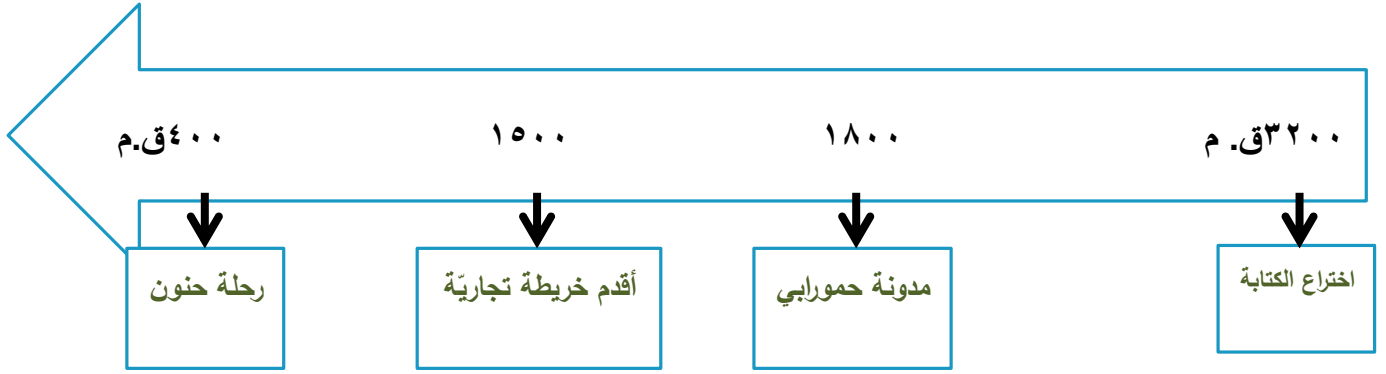 ٣٢٠٠ق. م
١٨٠٠
١٥٠٠
٤٠٠ق.م
اختراع الكتابة
مدونة حمورابي
أقدم خريطة تجاريّة
رحلة حنون